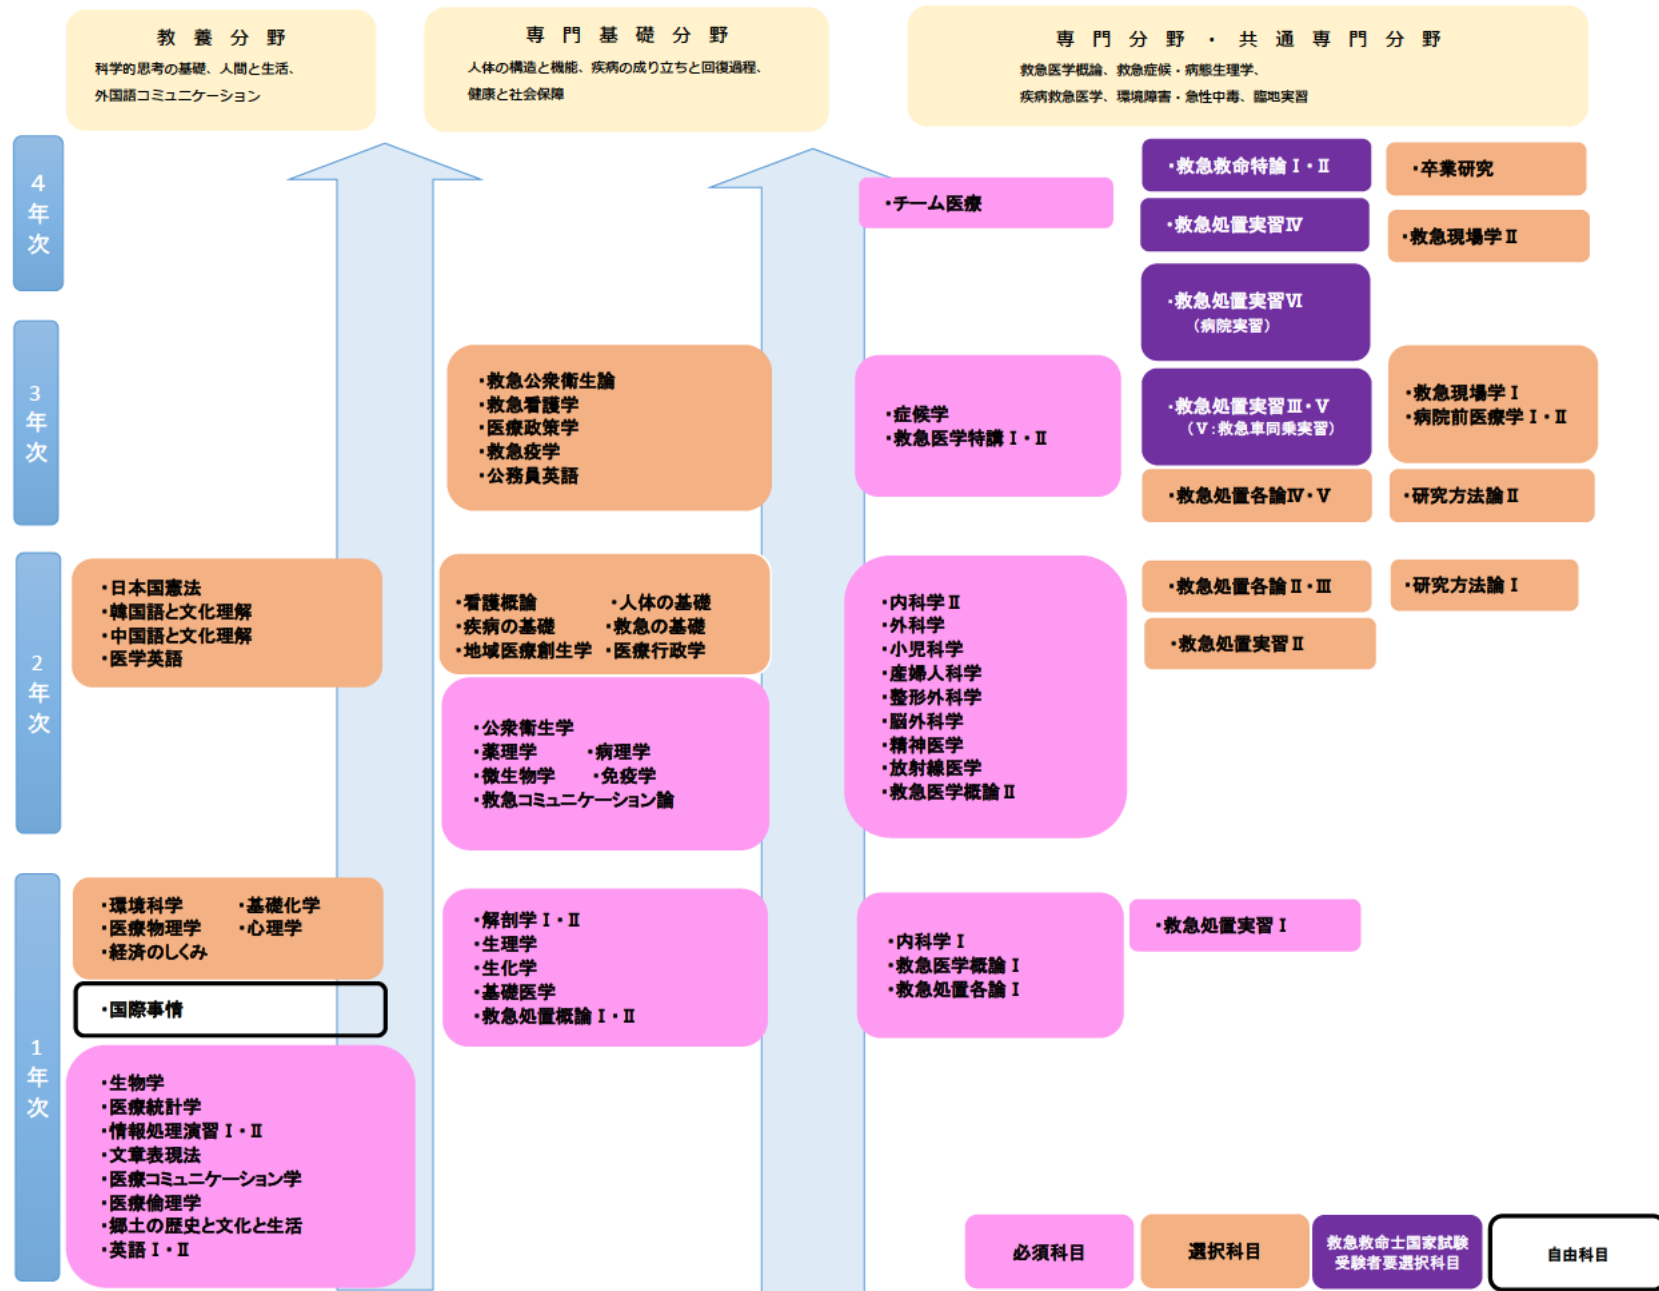 教養分野
科学的思考の基礎、人間と生活、
外国語コミュニケーション
専門基礎分野
人体の構造と機能、疾病の成り立ちと回復過程、
健康と社会保障
専門分野・共通専門分野
救急医学概論、救急症候・病態生理学、
疾病救急医学、環境障害・急性中毒、臨地実習
4年次
・チーム医療
・救急救命特論Ⅰ・Ⅱ
・救急処置実習Ⅳ
・救急処置実習Ⅵ
（病院実習）
・卒業研究
・救急現場学Ⅱ
3年次
・救急公衆衛生論
・救急看護学
・医療政策学
・救急疫学
・公務員英語
・症候学
・救急医学特講Ⅰ・Ⅱ
・救急処置実習Ⅲ・Ⅴ
（Ⅴ：救急車同乗実習）
・救急処置各論Ⅳ・Ⅴ
・救急現場学Ⅰ
・病院前医療学Ⅰ・Ⅱ
・研究方法論Ⅱ
2年次
・日本国憲法
・韓国語と文化理解
・中国語と文化理解
・医学英語
・看護概論 ・人体の基礎
・疾病の基礎 ・救急の基礎
・地域医療創生学 ・医療行政学
・公衆衛生学
・薬理学 ・病理学
・微生物学 ・免疫学
・救急コミュニケーション論
・内科学Ⅱ
・外科学
・小児科学
・産婦人科学
・整形外科学
・脳外科学
・精神医学
・放射線医学
・救急医学概論Ⅱ
・救急処置各論Ⅱ・Ⅲ
・救急処置実習Ⅱ
・研究方法論Ⅰ
1年次
・環境科学 ・基礎化学
・医療物理学 ・心理学
・経済のしくみ
・国際事情
・生物学
・医療統計学
・情報処理演習Ⅰ・Ⅱ
・文章表現法
・医療コミュニケーション学
・医療倫理学
・郷土の歴史と文化と生活
・英語Ⅰ・Ⅱ
・解剖学Ⅰ・Ⅱ
・生理学
・生化学
・基礎医学
・救急処置概論Ⅰ・Ⅱ
・内科学Ⅰ
・救急医学概論Ⅰ
・救急処置各論Ⅰ
・救急処置実習Ⅰ
必須科目
選択科目
救急救命士国家試験
受験者要選択科目
自由科目